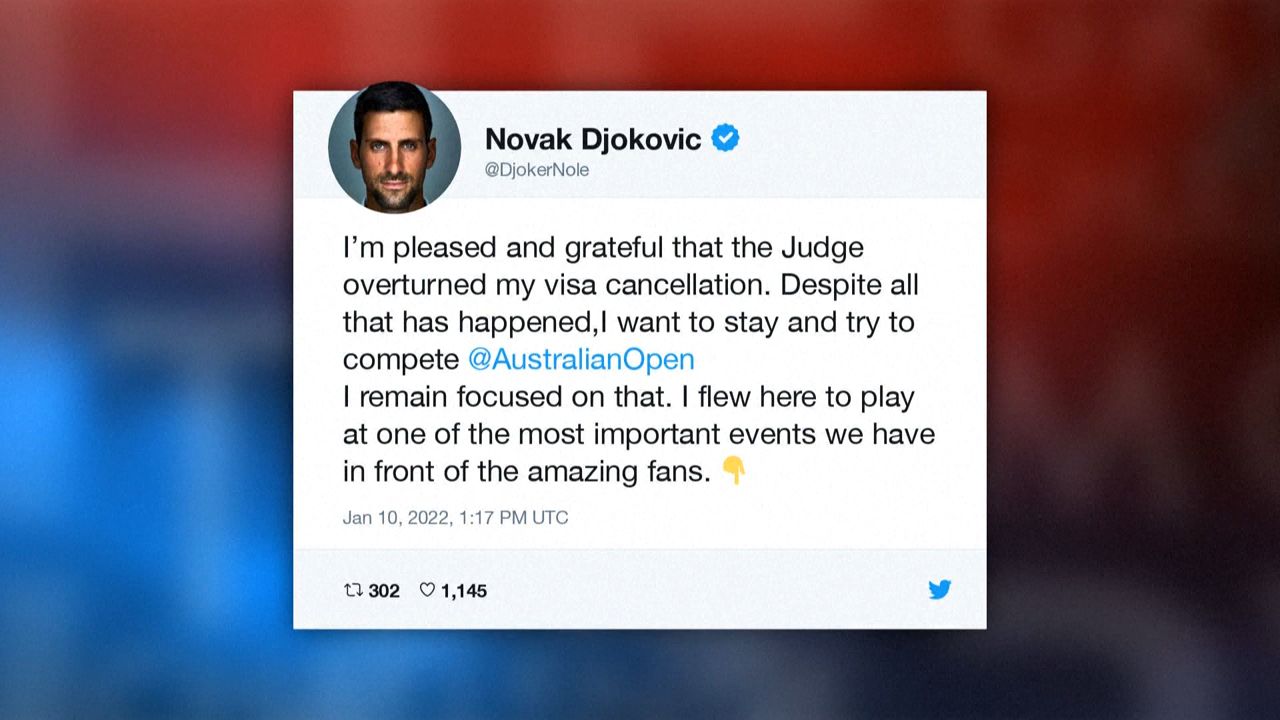 Novak Djokovic
@DjokerNole
I’m pleased and grateful that the Judge
overturned my visa cancellation. Despite all
that has happened,I want to stay and try to
compete @AustralianOpen
I remain focused on that. I flew here to play
at one of the most important events we have
in front of the amazing fans. 👇
Jan 10, 2022, 1:17 PM UTC
302 1,145